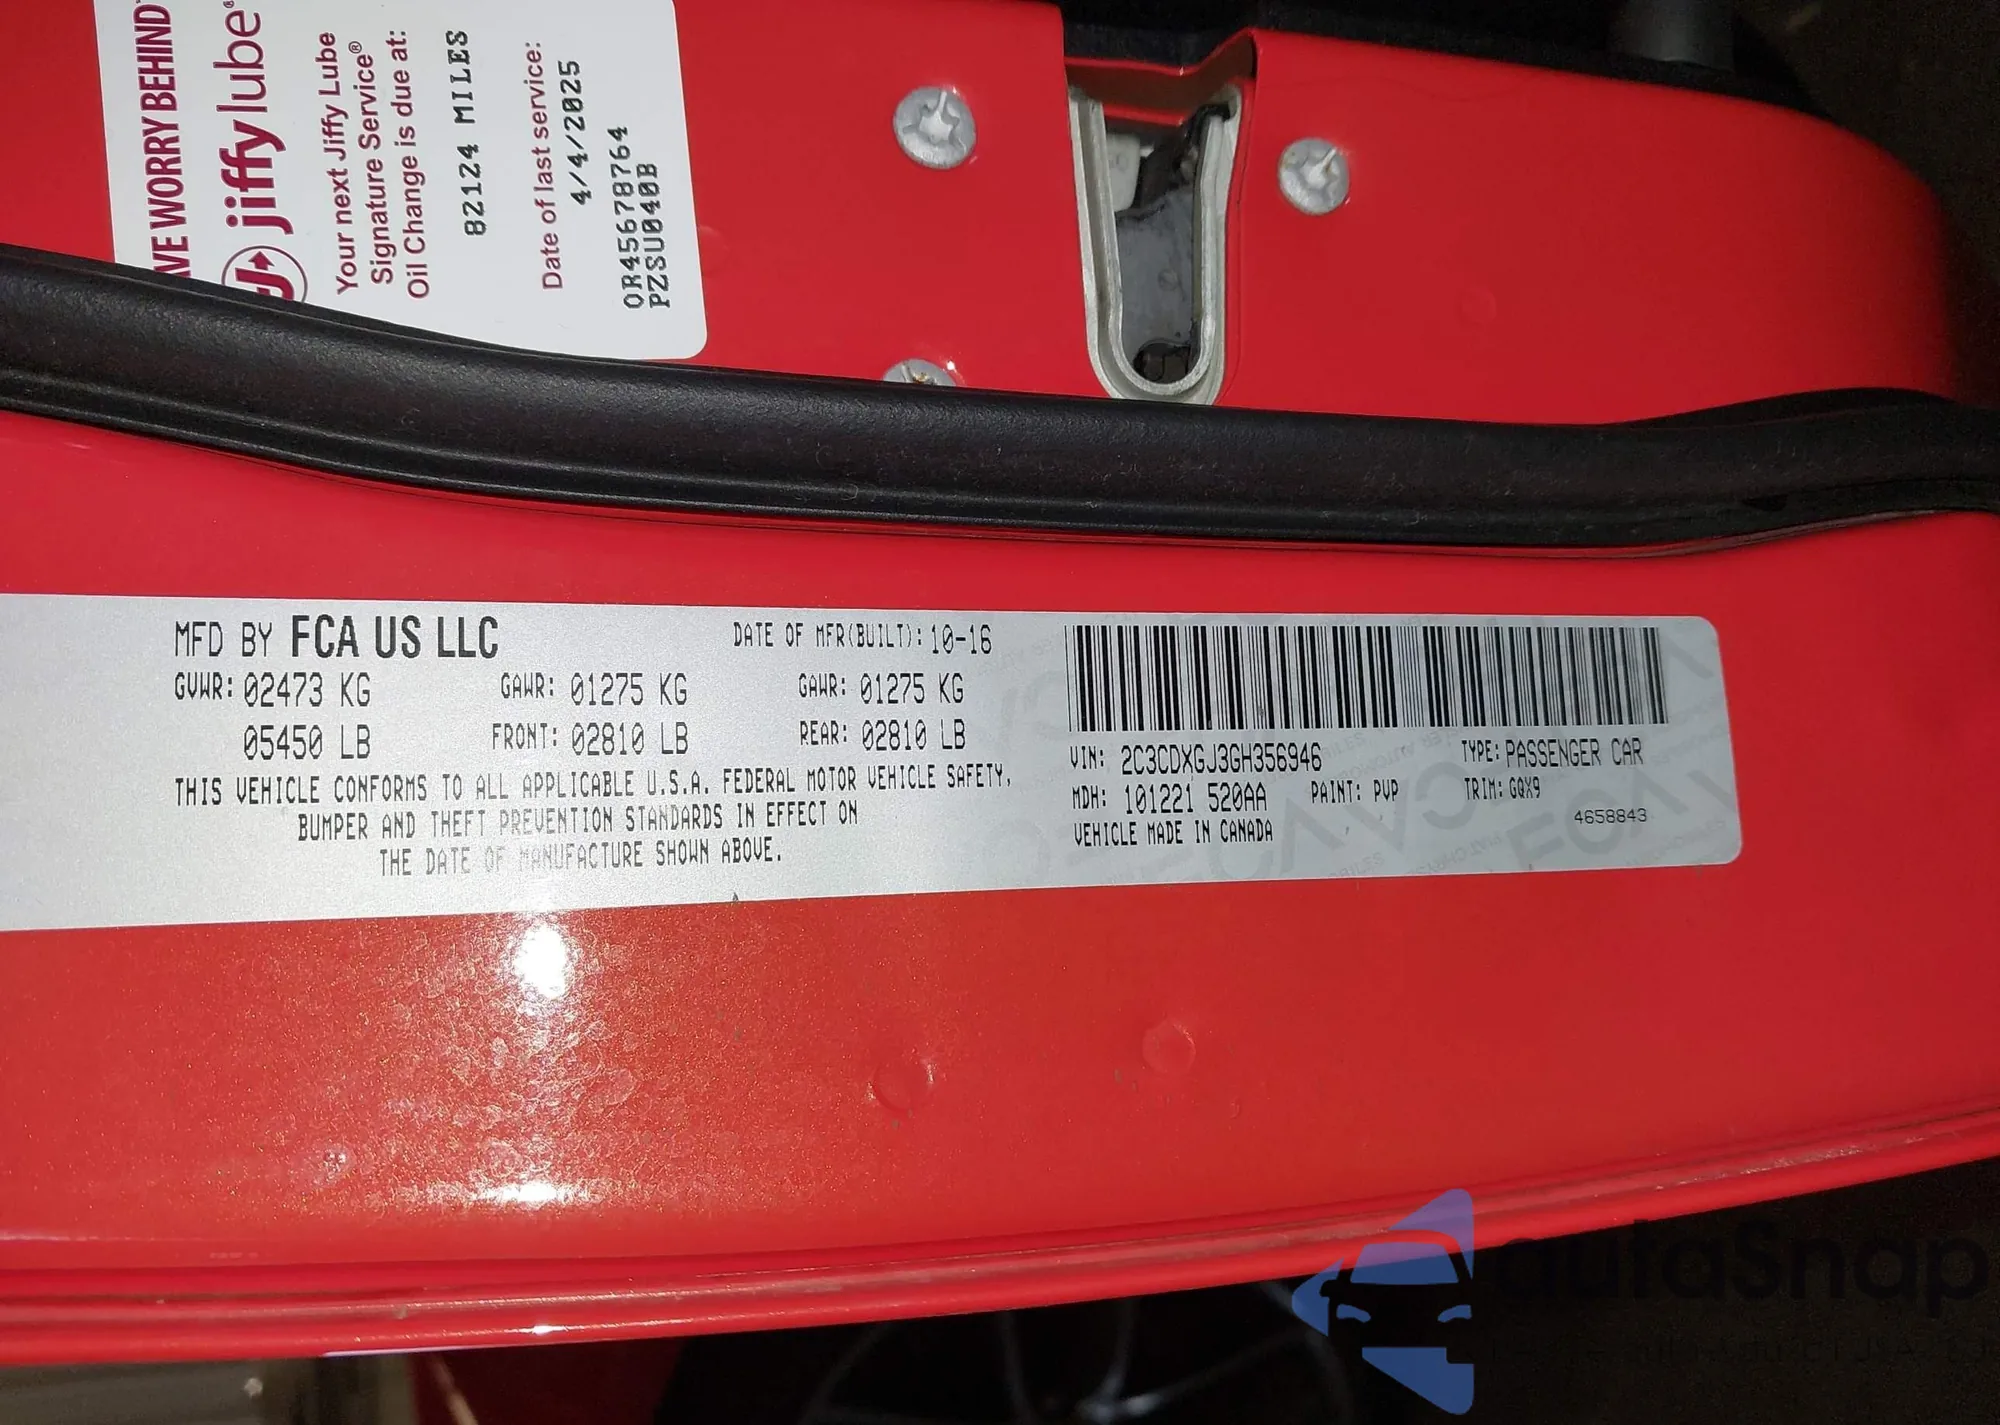 AVE WORRY BEHIND
jiffylube
Your next Jiffy Lube
Signature Service®
Oil Change is due at:
82124 MILES
Date of last service:
4/4/2025
OR45678764
PZSU040B
MFD BY FCA US LLC
DATE OF MFR(BUILT): 10-16
GVWR: 02473 KG
GAWR: 01275 KG
GAWR: 01275 KG
05450 LB
FRONT: 02810 LB
REAR: 02810 LB
THIS VEHICLE CONFORMS TO ALL APPLICABLE U.S.A. FEDERAL MOTOR VEHICLE SAFETY,
BUMPER AND THEFT PREVENTION STANDARDS IN EFFECT ON
THE DATE OF MANUFACTURE SHOWN ABOVE.
VIN: 2C3CDXGJ3GH356946
TYPE: PASSENGER CAR
MDH: 101221 520AA
PAINT: PVP
TRIM: GQX9
VEHICLE MADE IN CANADA
4658843
autaSnap